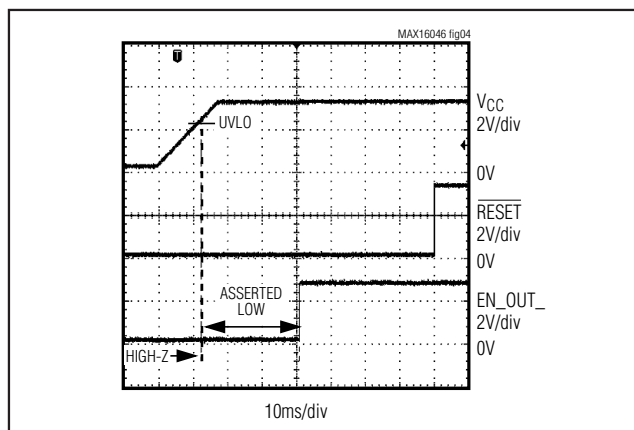 MAX16046 fig04
T
UVLO
VCC
2V/div
0V
RESET
2V/div
0V
ASSERTED
LOW
EN_OUT_
2V/div
0V
HIGH-Z
10ms/div